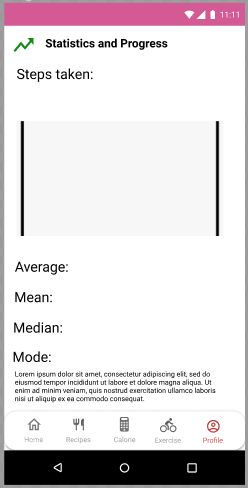 11:11
Statistics and Progress
Steps taken:
Average:
Mean:
Median:
Mode:
Lorem ipsum dolor sit amet, consectetur adipiscing elit, sed do
eiusmod tempor incididunt ut labore et dolore magna aliqua. Ut
enim ad minim veniam, quis nostrud exercitation ullamco laboris
nisi ut aliquip ex ea commodo consequat.
Home Recipes Calorie Exercise Profile